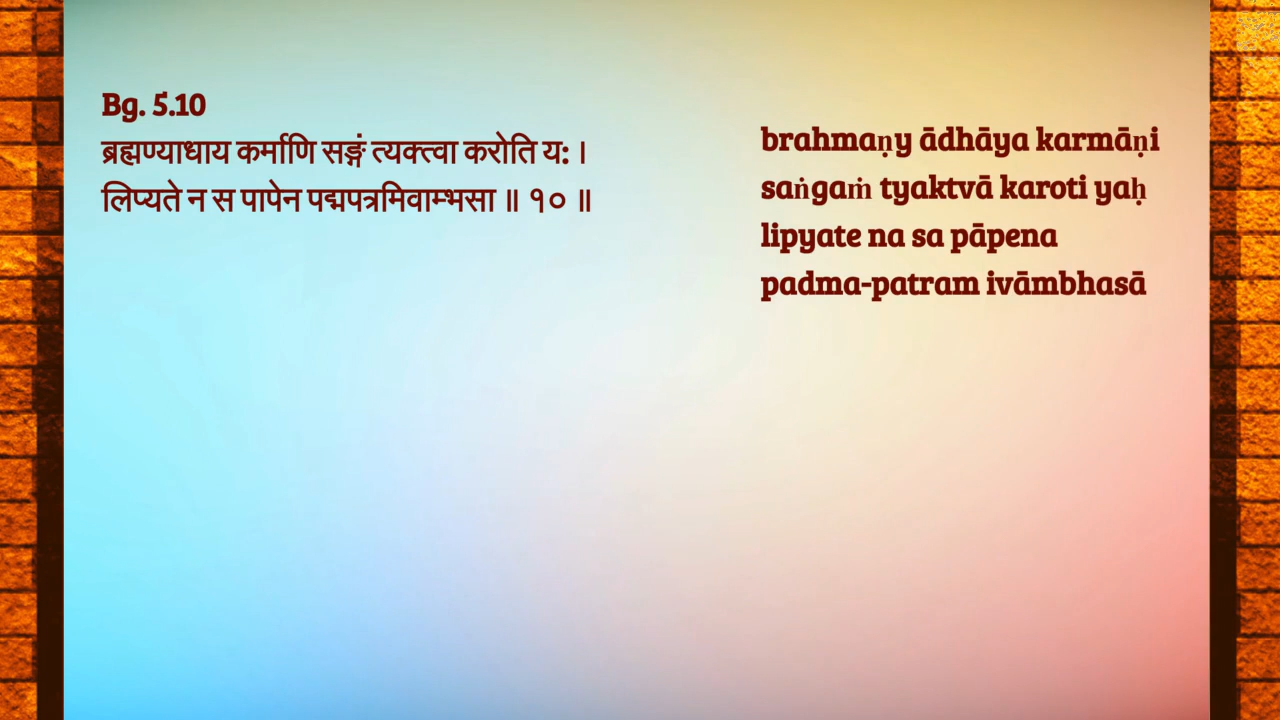 Bg. 5.10
ब्रह्मण्याधाय कर्माणि सङ्गं त्यक्त्वा करोति य: ।
लिप्यते न स पापेन पद्मपत्रमिवाम्भसा ॥ १० ॥
brahmaṇy ādhāya karmāṇi
saṅgaṁ tyaktvā karoti yaḥ
lipyate na sa pāpena
padma-patram ivāmbhasā